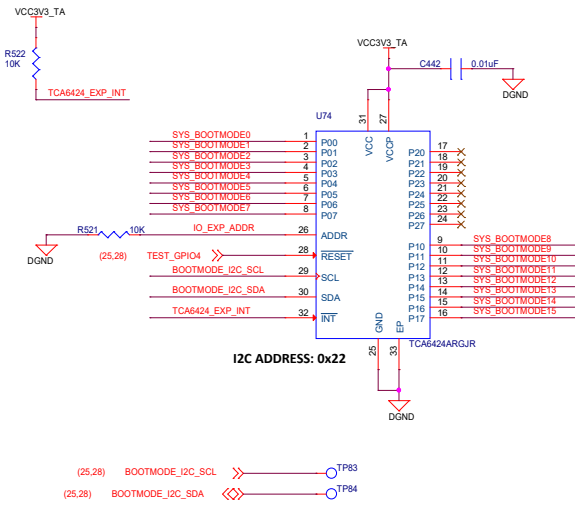 VCC3V3_TA
R522
10K
TCA6424_EXP_INT
VCC3V3_TA
C442 0.01uF
DGND
U74
31 VCC
27 VCCP
SYS_BOOTMODE0 1 P00
SYS_BOOTMODE1 2 P01
SYS_BOOTMODE2 3 P02
SYS_BOOTMODE3 4 P03
SYS_BOOTMODE4 5 P04
SYS_BOOTMODE5 6 P05
SYS_BOOTMODE6 7 P06
SYS_BOOTMODE7 8 P07
P20 17
P21 18
P22 19
P23 20
P24 21
P25 22
P26 23
P27 24
R521 10K IO_EXP_ADDR 26 ADDR
DGND
(25,28) TEST_GPIO4 28 RESET
BOOTMODE_I2C_SCL 29 SCL
BOOTMODE_I2C_SDA 30 SDA
TCA6424_EXP_INT 32 INT
P10 9 SYS_BOOTMODE8
P11 10 SYS_BOOTMODE9
P12 11 SYS_BOOTMODE10
P13 12 SYS_BOOTMODE11
P14 13 SYS_BOOTMODE12
P15 14 SYS_BOOTMODE13
P16 15 SYS_BOOTMODE14
P17 16 SYS_BOOTMODE15
GND 25
EP 33
TCA6424ARGJR
I2C ADDRESS: 0x22
DGND
(25,28) BOOTMODE_I2C_SCL TP83
(25,28) BOOTMODE_I2C_SDA TP84